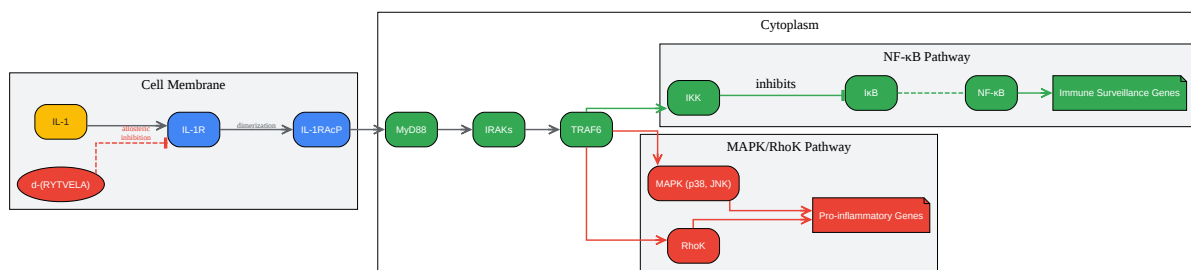 Cytoplasm
NF-κB Pathway
Cell Membrane
IL-1
allosteric
inhibition
IL-1R
dimerization
IL-1RAcP
d-(RYTVELA)
MyD88
IRAKs
TRAF6
IKK
inhibits
IκB
NF-κB
Immune Surveillance Genes
MAPK/RhoK Pathway
MAPK (p38, JNK)
Pro-inflammatory Genes
RhoK